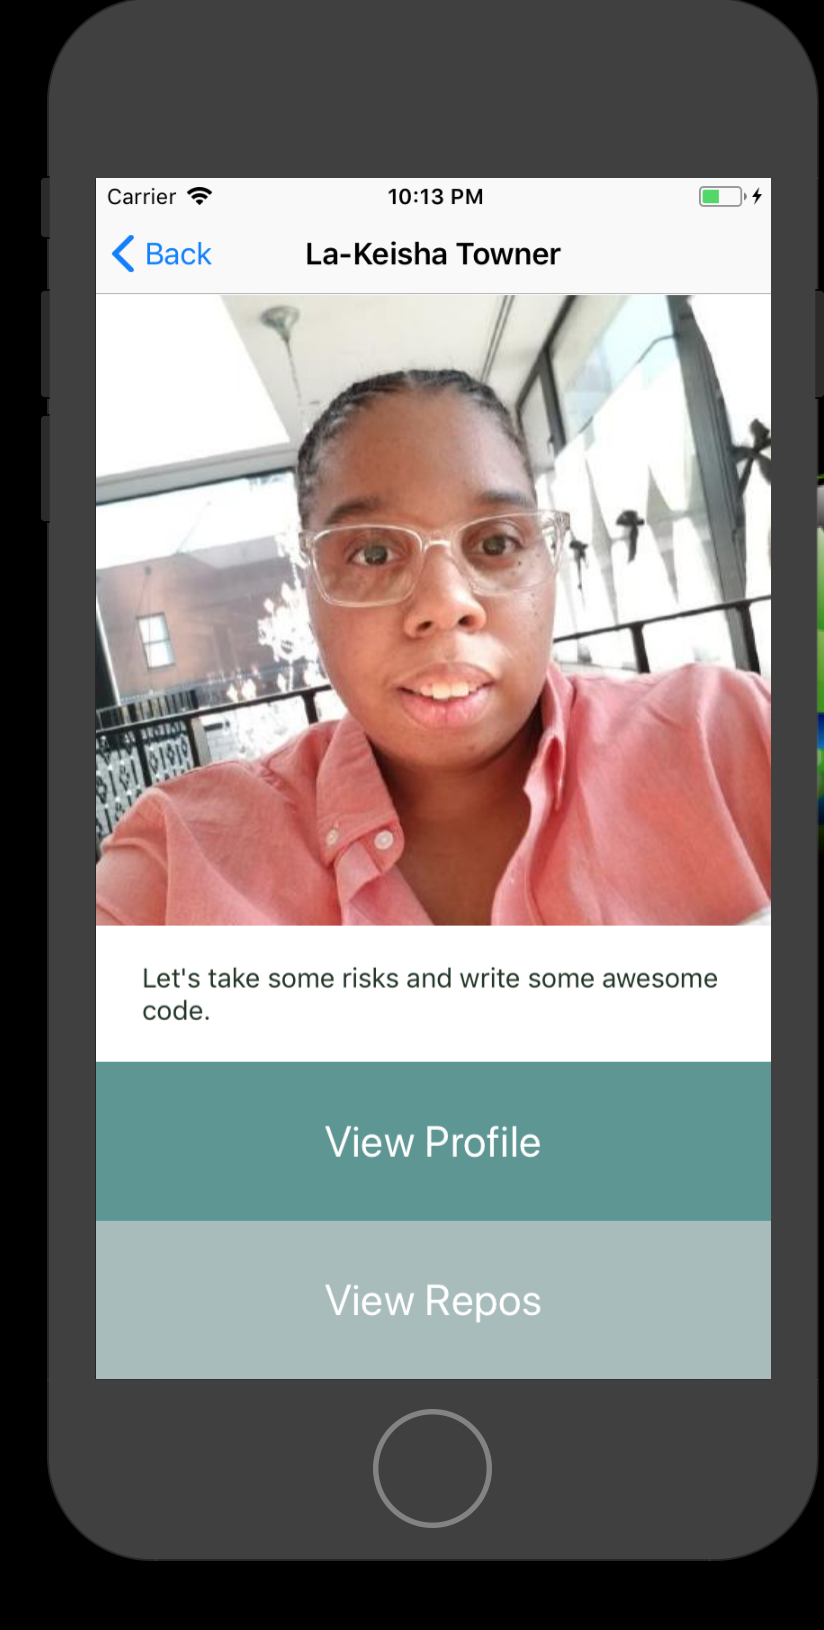 Carrier 10:13 PM
Back La-Keisha Towner
Let's take some risks and write some awesome
code.
View Profile
View Repos